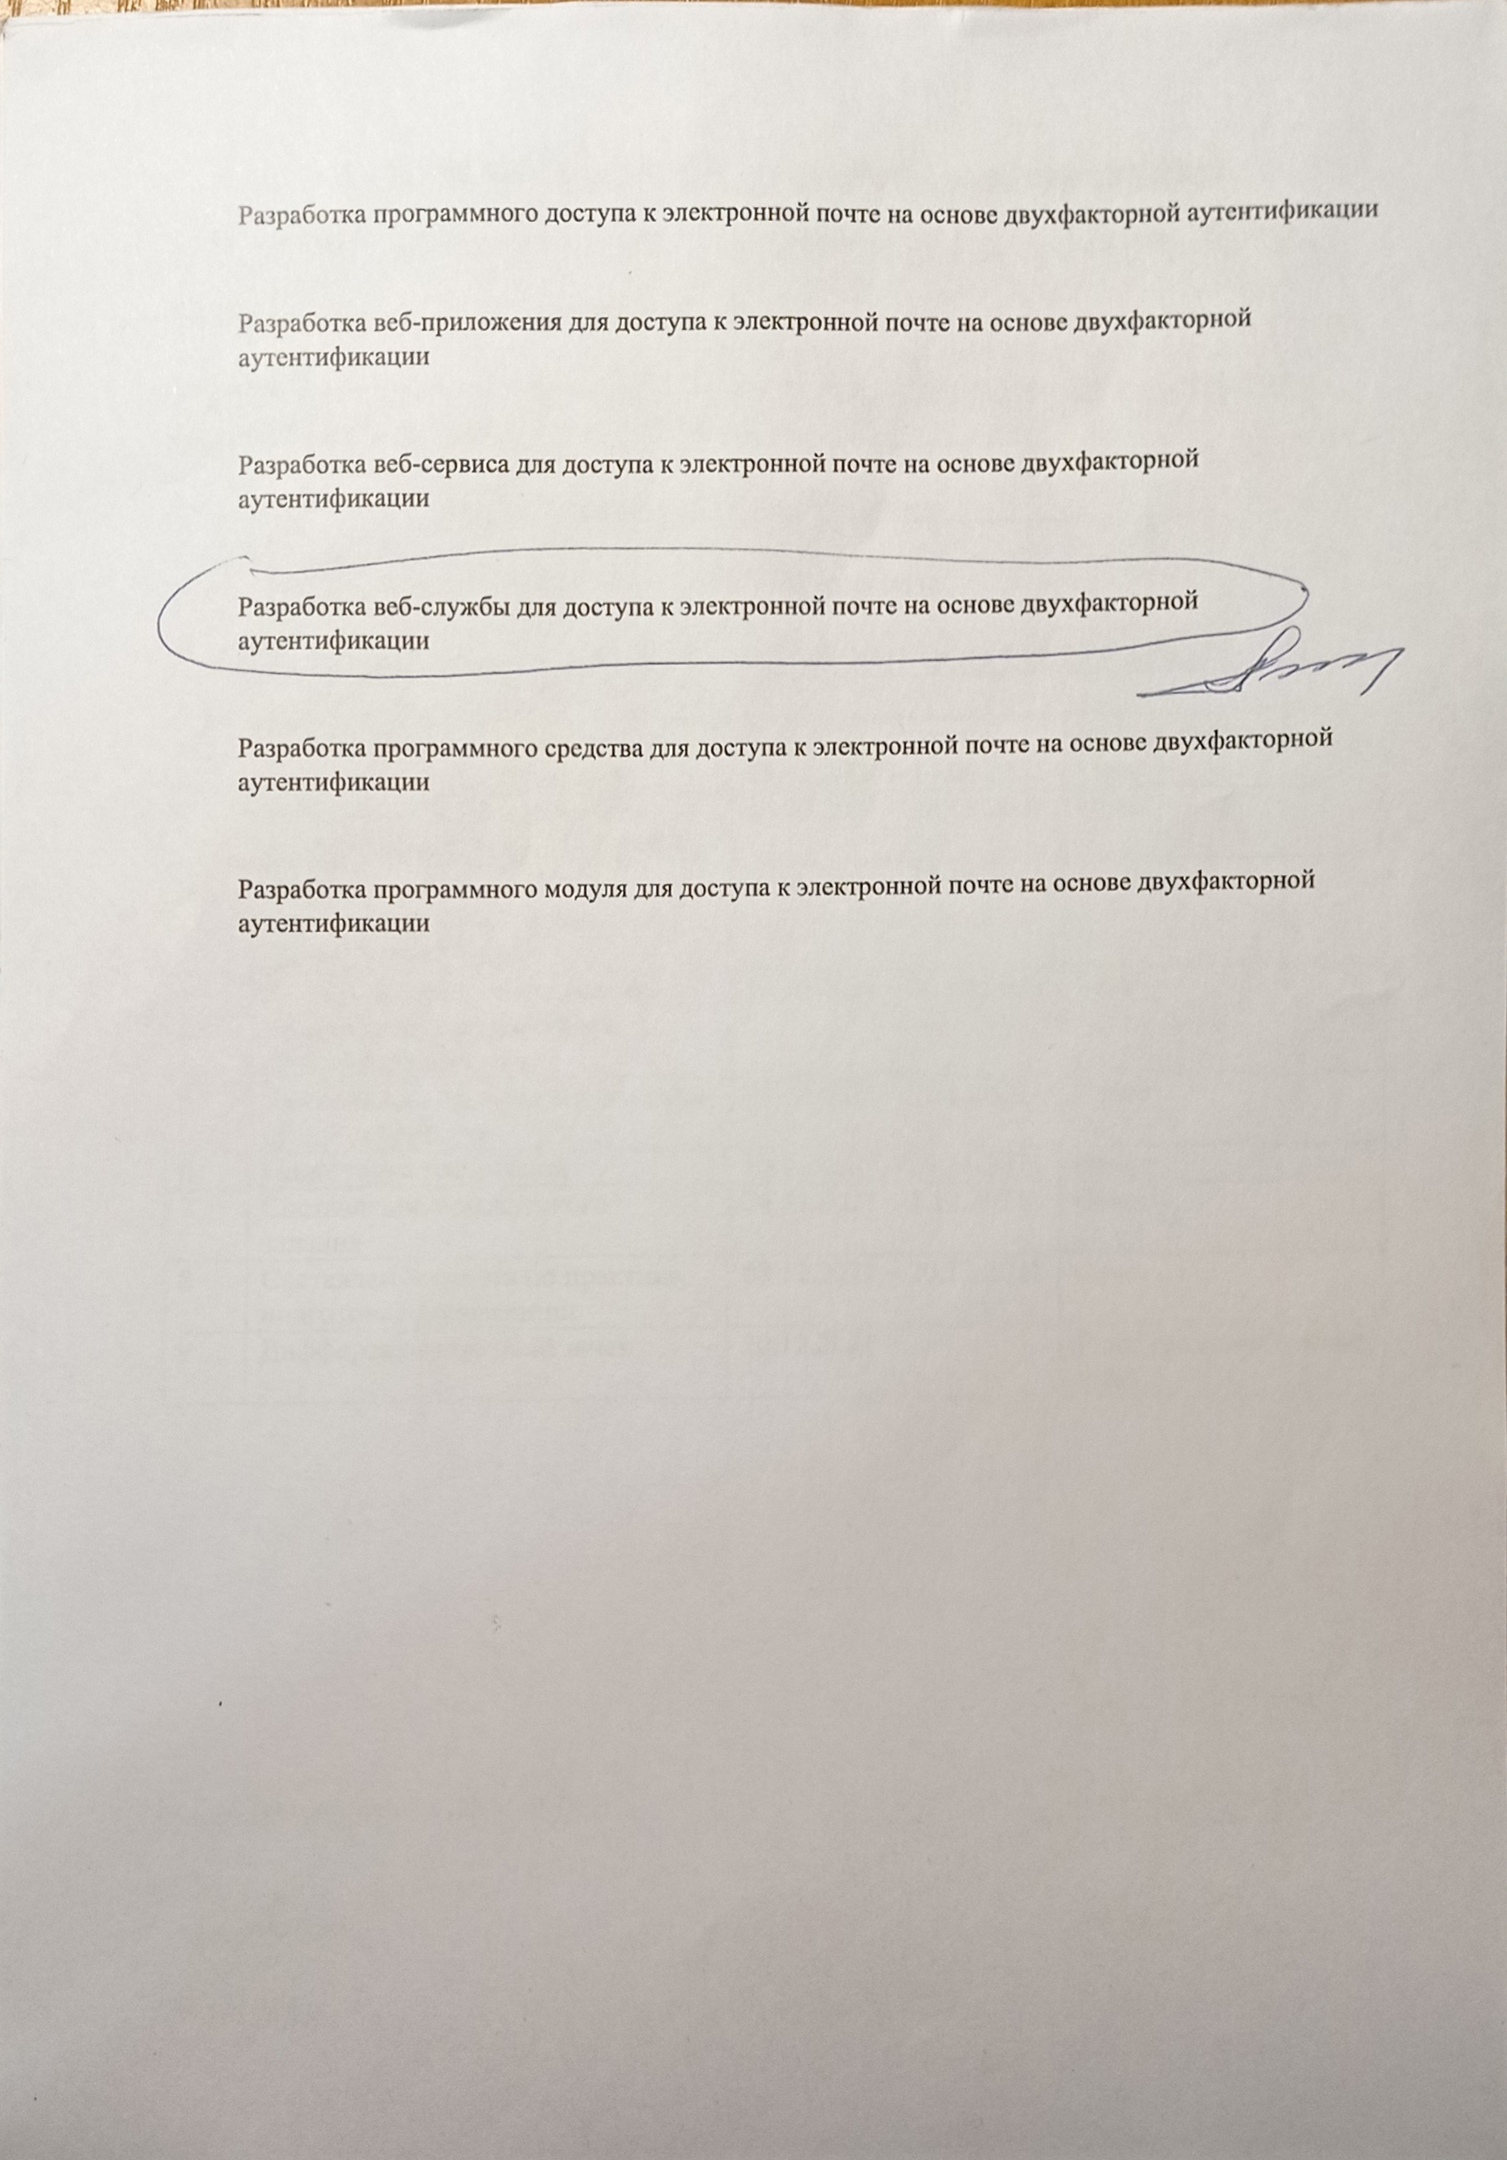 Разработка программного доступа к электронной почте на основе двухфакторной аутентификации
Разработка веб-приложения для доступа к электронной почте на основе двухфакторной
аутентификации
Разработка веб-сервиса для доступа к электронной почте на основе двухфакторной
аутентификации
Разработка веб-службы для доступа к электронной почте на основе двухфакторной
аутентификации
Разработка программного средства для доступа к электронной почте на основе двухфакторной
аутентификации
Разработка программного модуля для доступа к электронной почте на основе двухфакторной
аутентификации